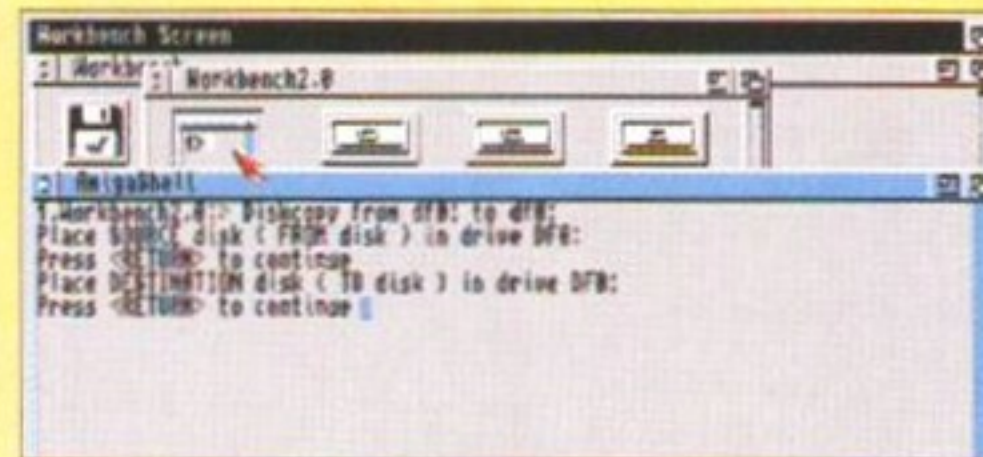 Workbench Screen
Workbench
Workbench2.0
AmigaShell
1.Workbench2.0:> Diskcopy from df0: to df0:
Place SOURCE disk ( FROM disk ) in drive DF0:
Press <RETURN> to continue
Place DESTINATION disk ( TO disk ) in drive DF0:
Press <RETURN> to continue